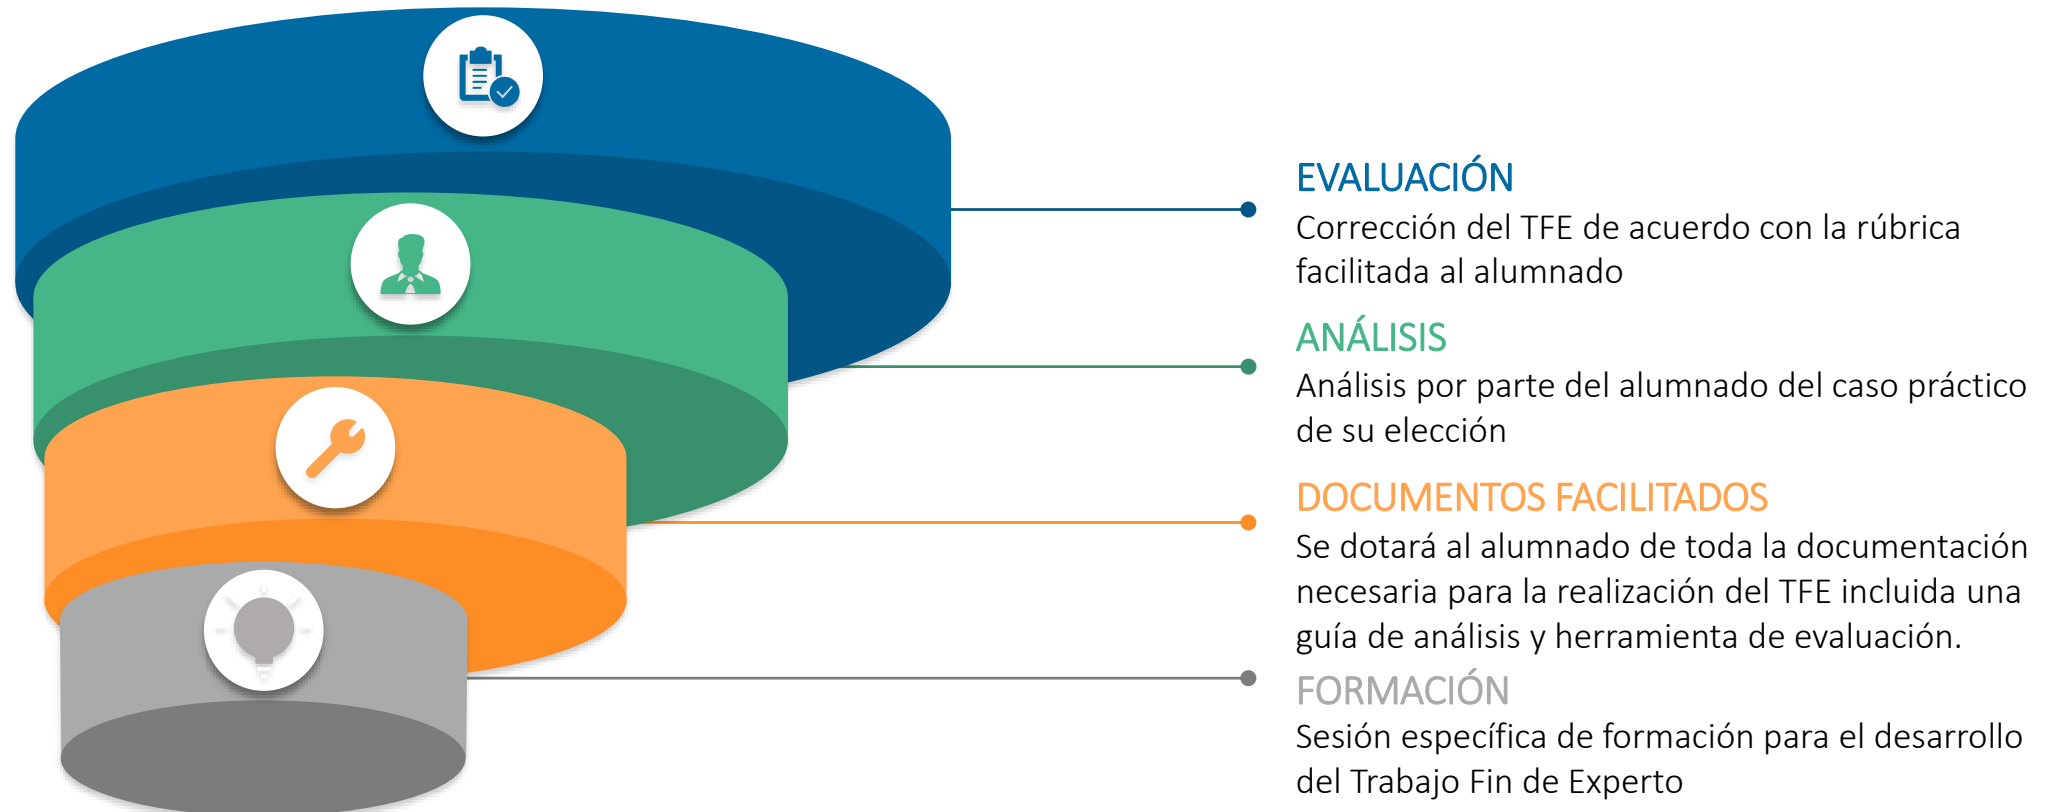 EVALUACIÓN
Corrección del TFE de acuerdo con la rúbrica
facilitada al alumnado
ANÁLISIS
Análisis por parte del alumnado del caso práctico
de su elección
DOCUMENTOS FACILITADOS
Se dotará al alumnado de toda la documentación
necesaria para la realización del TFE incluida una
guía de análisis y herramienta de evaluación.
FORMACIÓN
Sesión específica de formación para el desarrollo
del Trabajo Fin de Experto